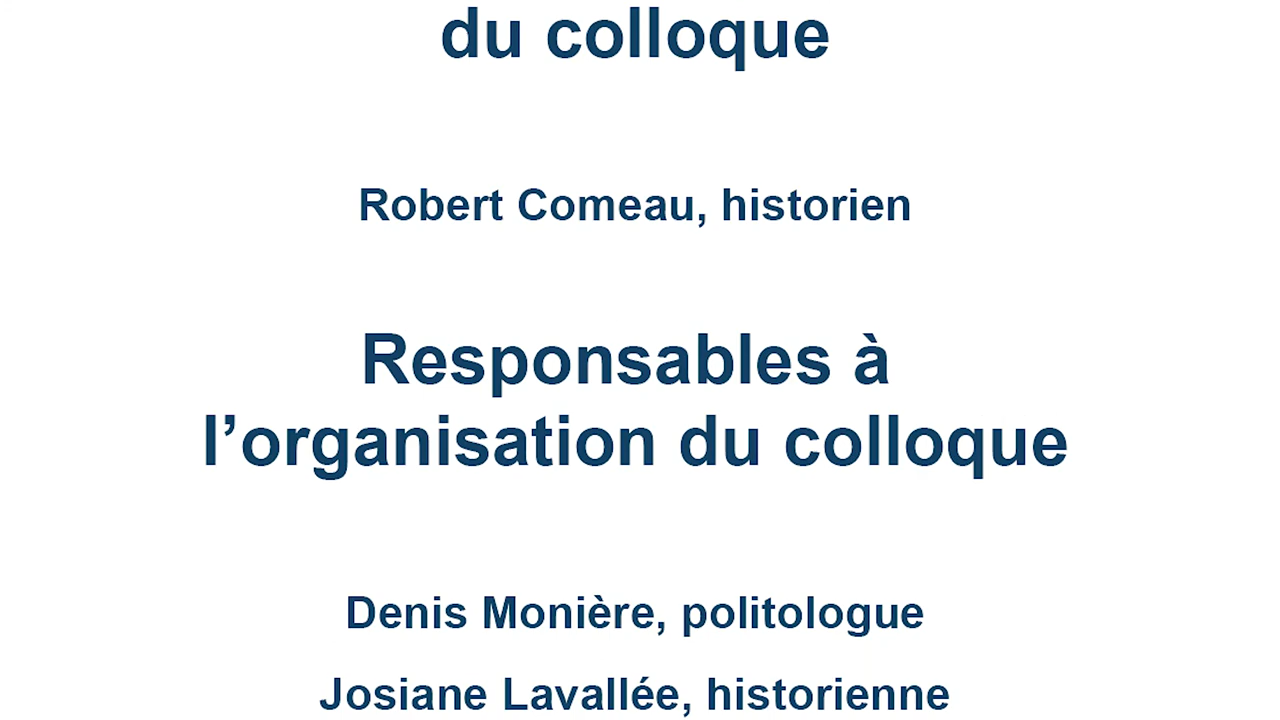 du colloque
Robert Comeau, historien
Responsables à
l’organisation du colloque
Denis Monière, politologue
Josiane Lavallée, historienne